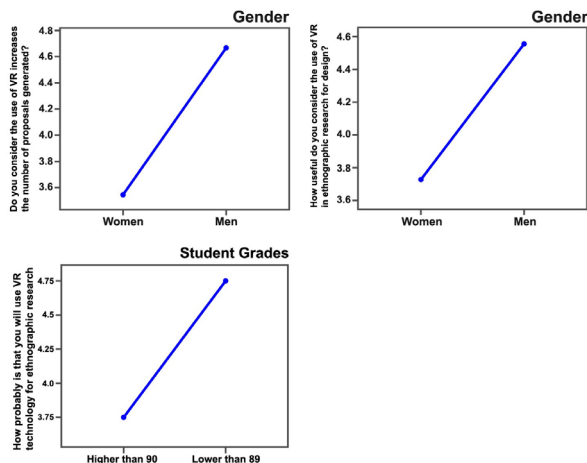 Gender
Do you consider the use of VR increases
the number of proposals generated?
4.8
4.6
4.4
4.2
4.0
3.8
3.6
Women
Men
Gender
How useful do you consider the use of VR
in ethnographic research for design?
4.6
4.4
4.2
4.0
3.8
3.6
Women
Men
Student Grades
How probably is that you will use VR
technology for ethnographic research
4.75
4.5
4.25
4.0
3.75
Higher than 90
Lower than 89